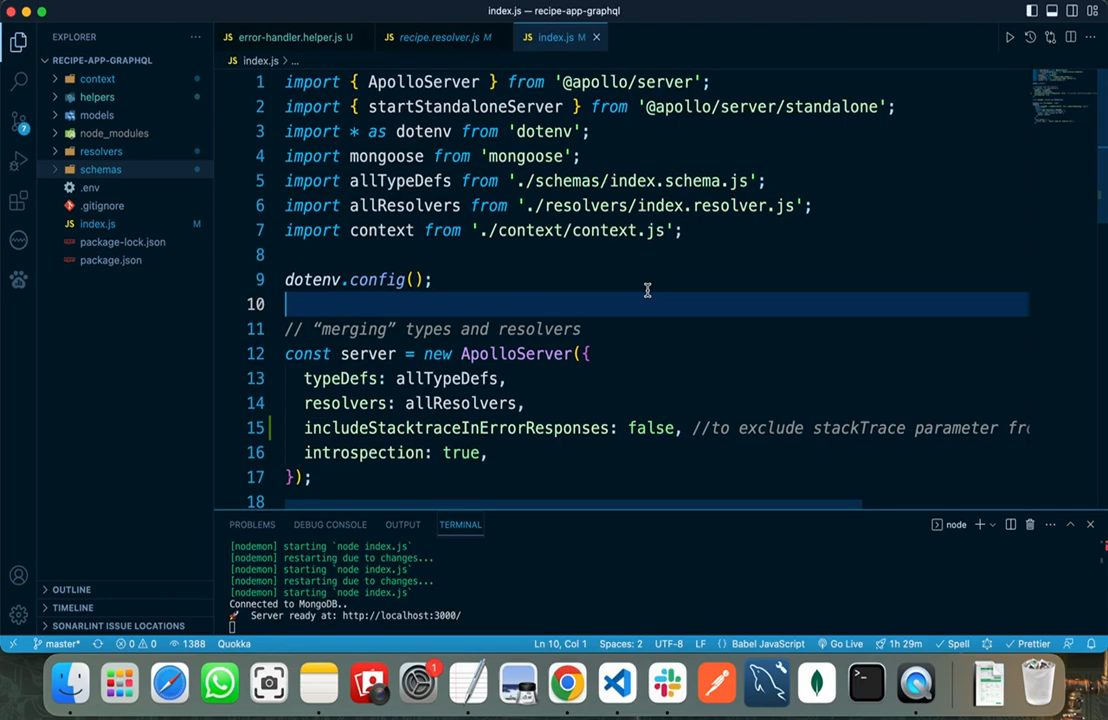 index.js — recipe-app-graphql
EXPLORER
RECIPE-APP-GRAPHQL
context
helpers
models
node_modules
resolvers
schemas
.env
.gitignore
index.js M
package-lock.json
package.json
OUTLINE
TIMELINE
SONARLINT ISSUE LOCATIONS
7
error-handler.helper.js U
recipe.resolver.js M
index.js M
index.js > ...
1 import { ApolloServer } from '@apollo/server';
2 import { startStandaloneServer } from '@apollo/server/standalone';
3 import * as dotenv from 'dotenv';
4 import mongoose from 'mongoose';
5 import allTypeDefs from './schemas/index.schema.js';
6 import allResolvers from './resolvers/index.resolver.js';
7 import context from './context/context.js';
8
9 dotenv.config();
10
11 // “merging” types and resolvers
12 const server = new ApolloServer({
13 typeDefs: allTypeDefs,
14 resolvers: allResolvers,
15 includeStacktraceInErrorResponses: false, //to exclude stackTrace parameter fro
16 introspection: true,
17 });
18
PROBLEMS DEBUG CONSOLE OUTPUT TERMINAL
node
[nodemon] starting `node index.js`
[nodemon] restarting due to changes...
[nodemon] starting `node index.js`
[nodemon] restarting due to changes...
[nodemon] starting `node index.js`
Connected to MongoDB..
🚀 Server ready at: http://localhost:3000/
master* 0 0 1388 Quokka Ln 10, Col 1 Spaces: 2 UTF-8 LF { } Babel JavaScript Go Live 1h 29m Spell Prettier
1